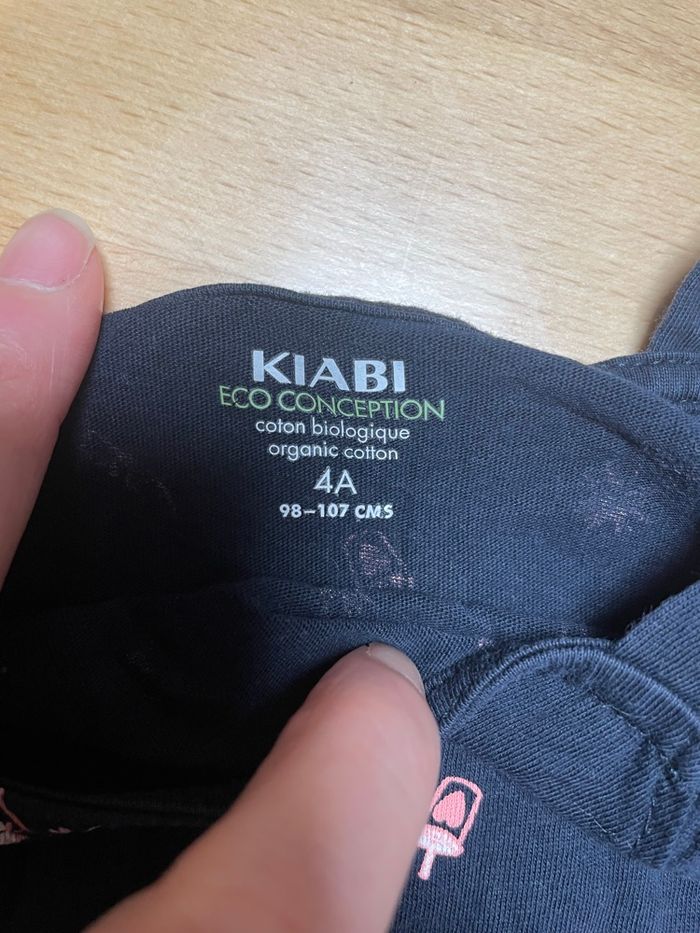 KIABI
ECO CONCEPTION
coton biologique
organic cotton
4A
98-107 CMS